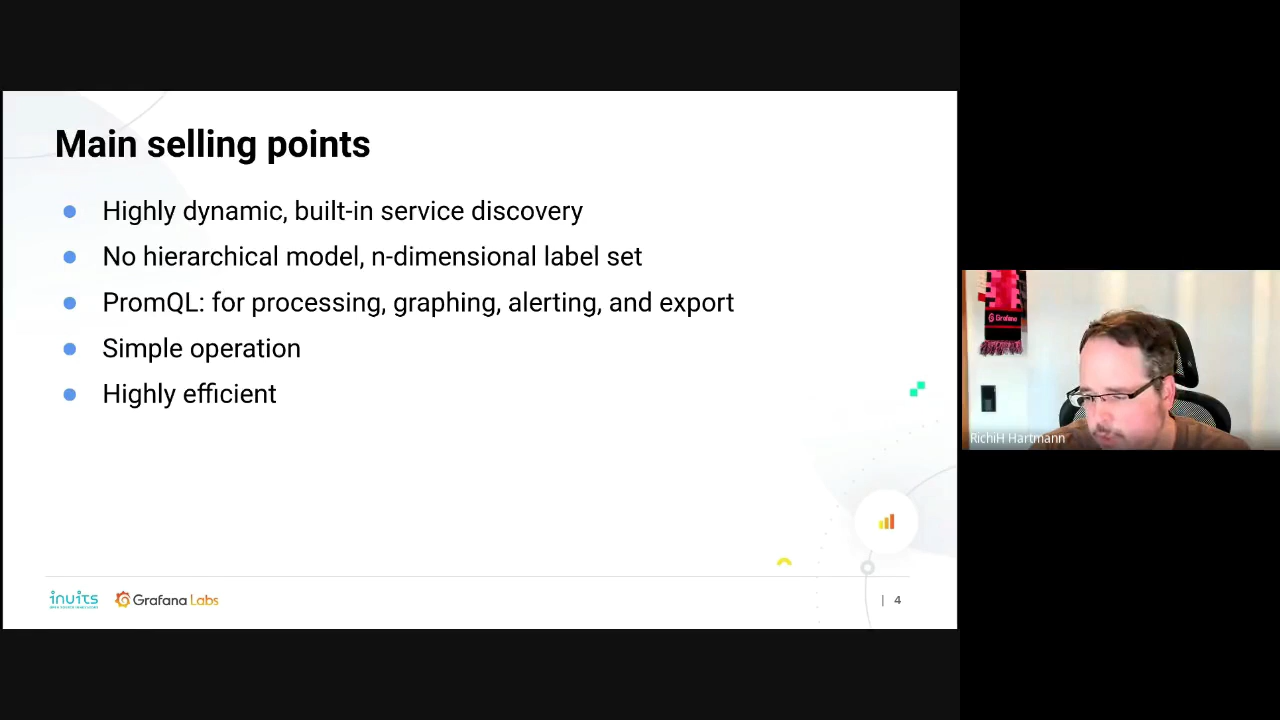 Main selling points
Highly dynamic, built-in service discovery
No hierarchical model, n-dimensional label set
PromQL: for processing, graphing, alerting, and export
Simple operation
Highly efficient
Grafana
RichiH Hartmann
inuits
Grafana Labs
| 4